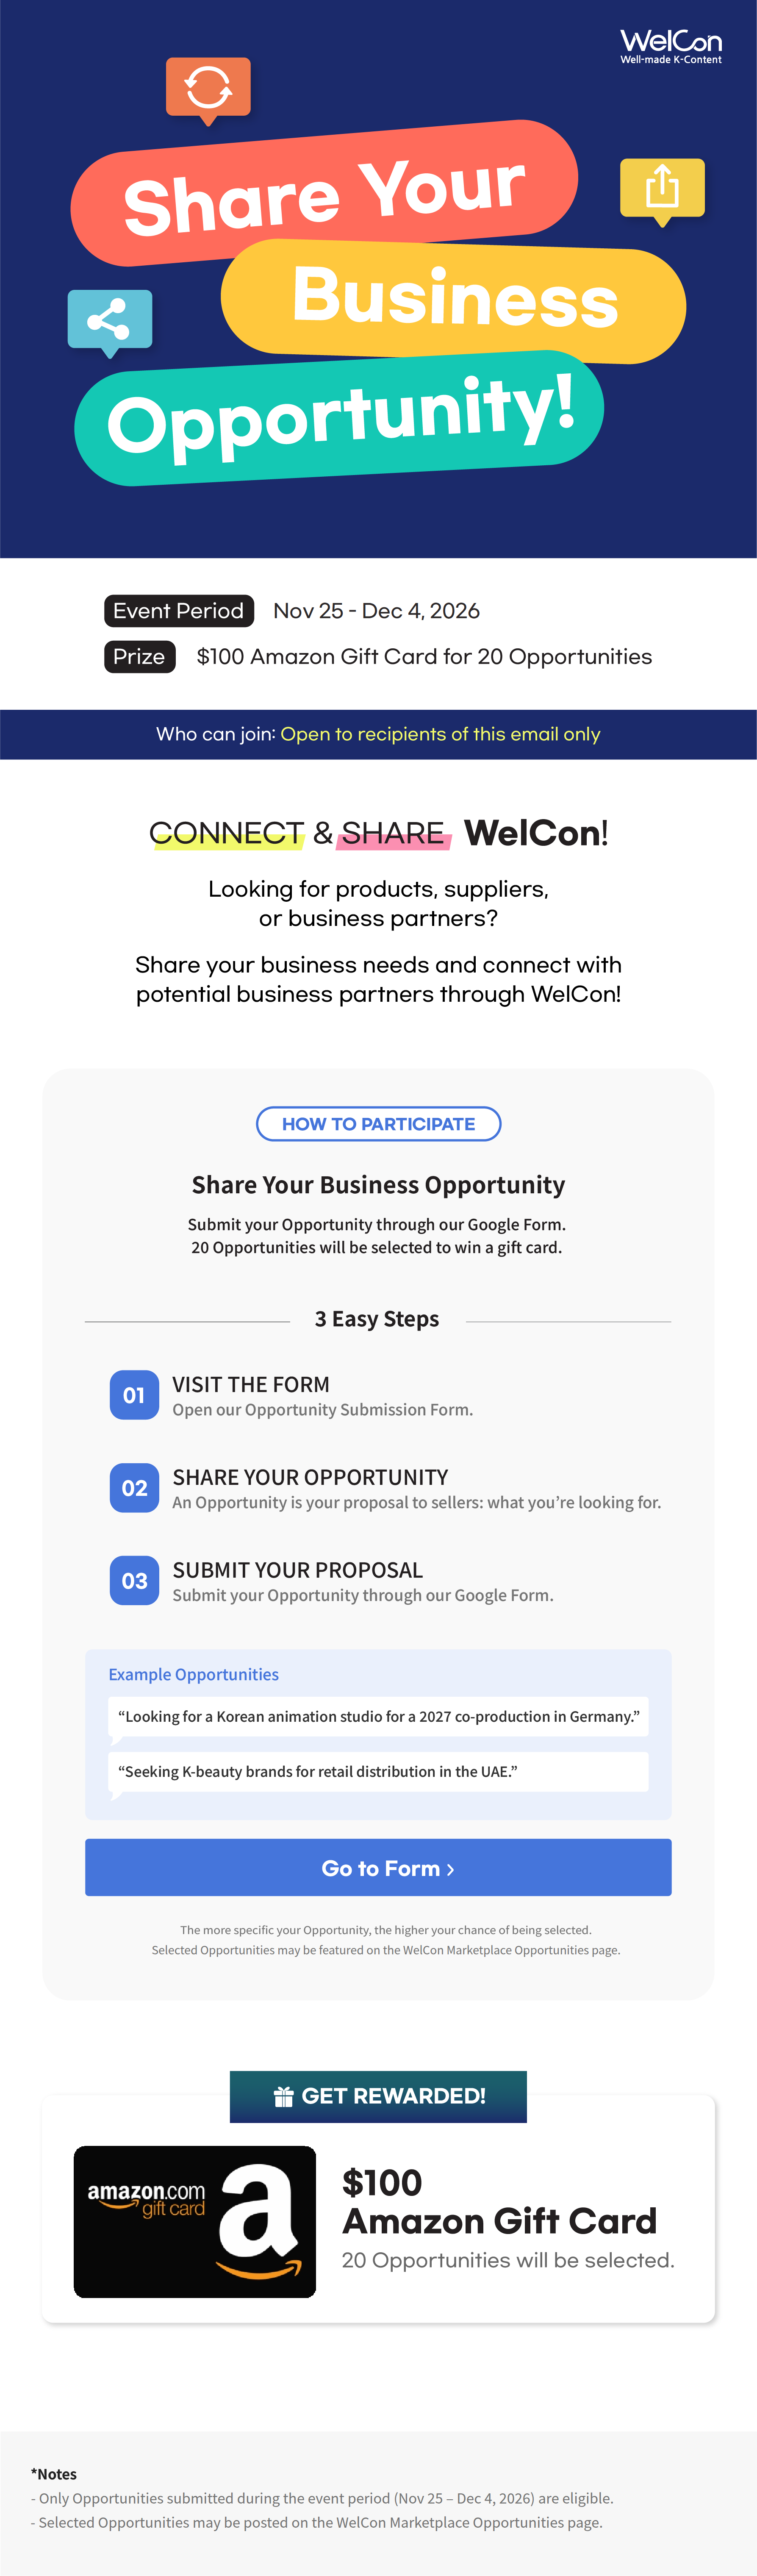 WelCon
Well-made K-Content
Share Your
Business
Opportunity!
Event Period Nov 25 - Dec 4, 2026
Prize $100 Amazon Gift Card for 20 Opportunities
Who can join: Open to recipients of this email only
CONNECT & SHARE WelCon!
Looking for products, suppliers,
or business partners?
Share your business needs and connect with
potential business partners through WelCon!
HOW TO PARTICIPATE
Share Your Business Opportunity
Submit your Opportunity through our Google Form.
20 Opportunities will be selected to win a gift card.
3 Easy Steps
01 VISIT THE FORM
Open our Opportunity Submission Form.
02 SHARE YOUR OPPORTUNITY
An Opportunity is your proposal to sellers: what you’re looking for.
03 SUBMIT YOUR PROPOSAL
Submit your Opportunity through our Google Form.
Example Opportunities
“Looking for a Korean animation studio for a 2027 co-production in Germany.”
“Seeking K-beauty brands for retail distribution in the UAE.”
Go to Form ›
The more specific your Opportunity, the higher your chance of being selected.
Selected Opportunities may be featured on the WelCon Marketplace Opportunities page.
GET REWARDED!
amazon.com
gift card
a
$100
Amazon Gift Card
20 Opportunities will be selected.
*Notes
- Only Opportunities submitted during the event period (Nov 25 – Dec 4, 2026) are eligible.
- Selected Opportunities may be posted on the WelCon Marketplace Opportunities page.